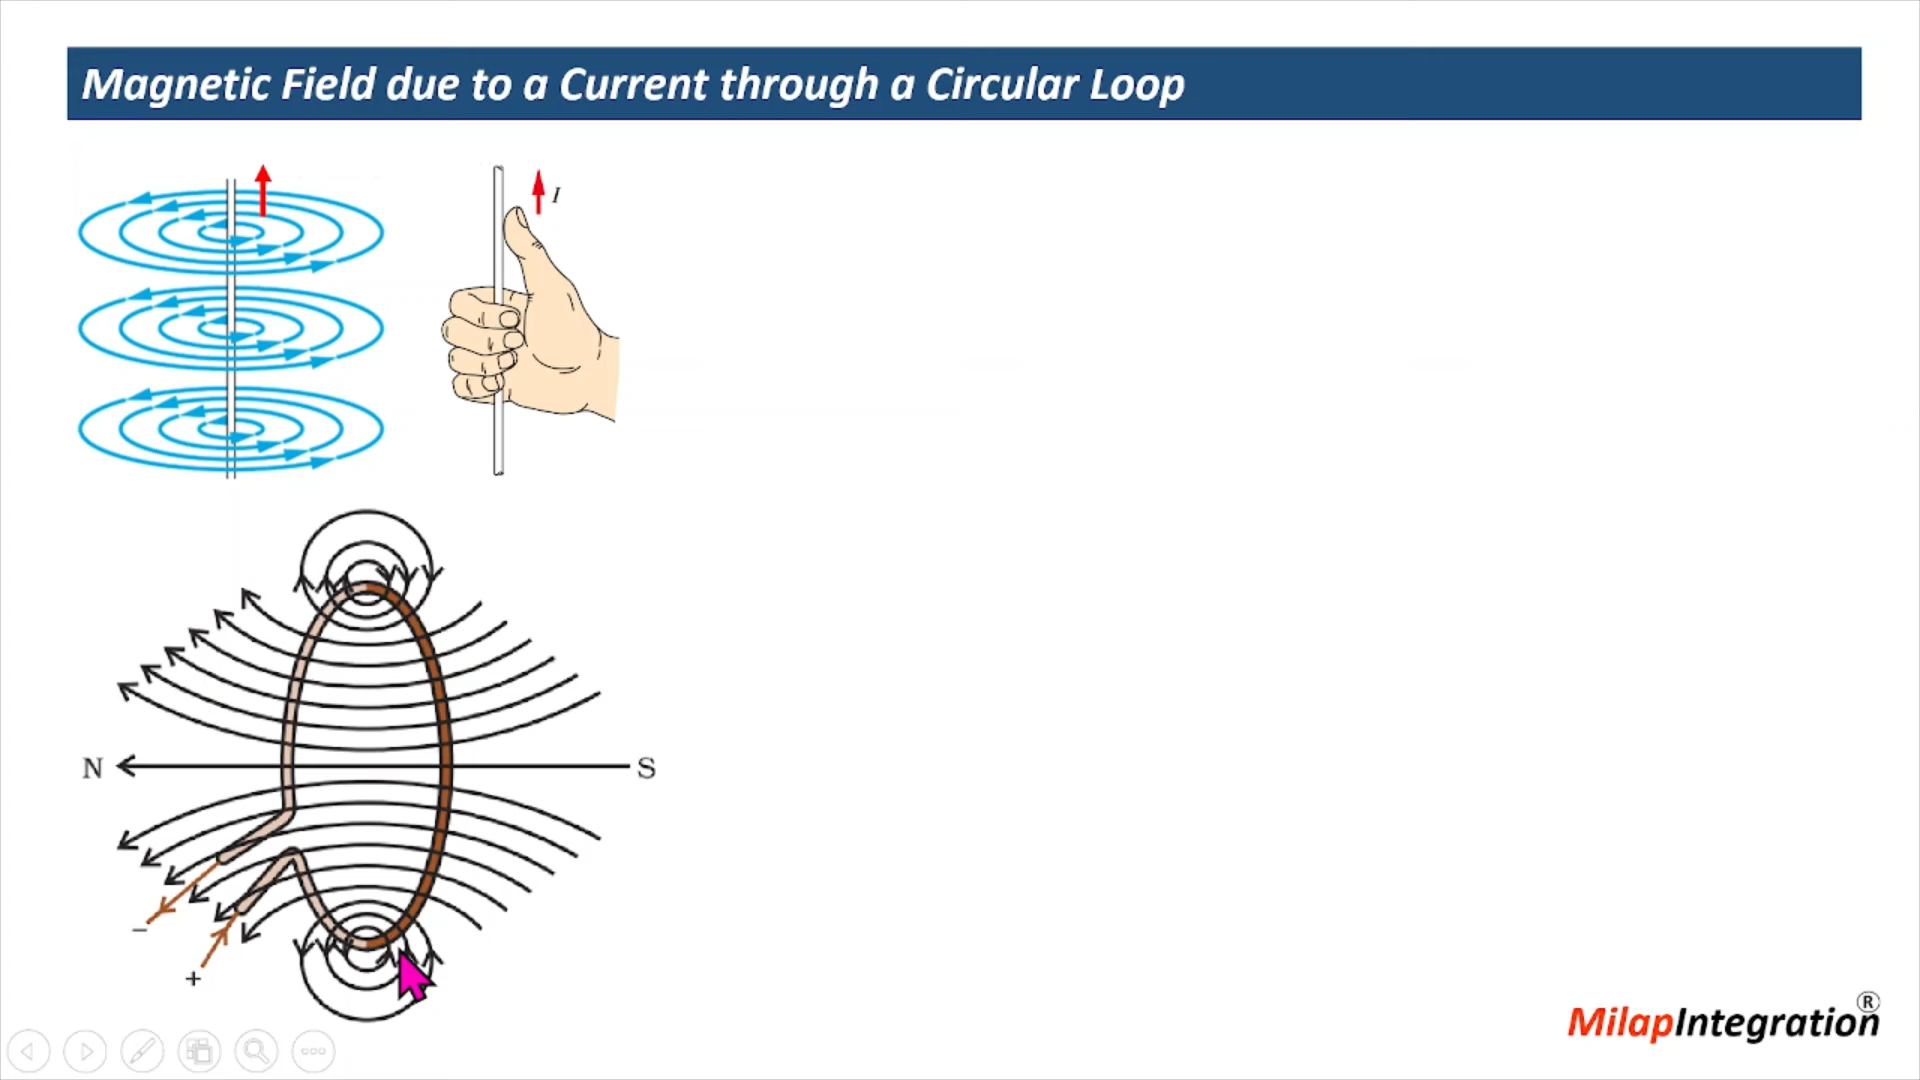 Magnetic Field due to a Current through a Circular Loop
I
N
S
−
+
MilapIntegration®